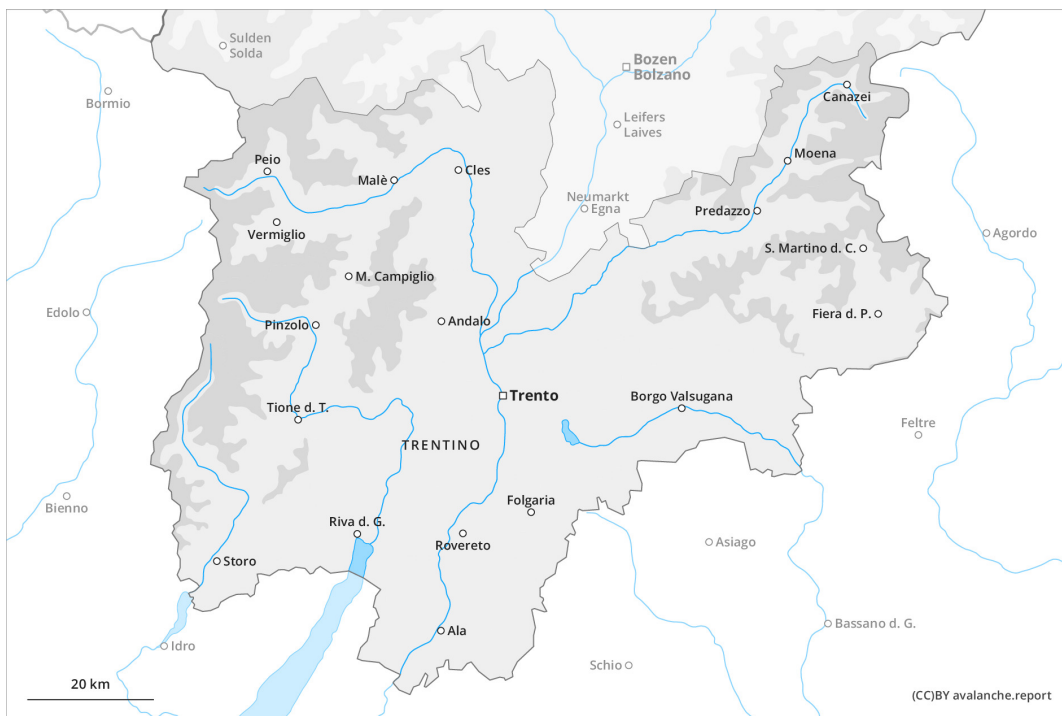 Sulden
Solda
Bozen
Bolzano
Bormio
Canazei
Leifers
Laives
Moena
Peio
Malè
Cles
Neumarkt
Egna
Predazzo
Vermiglio
S. Martino d. C.
Agordo
M. Campiglio
Edolo
Pinzolo
Andalo
Fiera d. P.
Trento
Borgo Valsugana
Tione d. T.
Feltre
TRENTINO
Bienno
Folgaria
Riva d. G.
Rovereto
Asiago
Storo
Ala
Bassano d. G.
Idro
Schio
20 km
(CC)BY avalanche.report